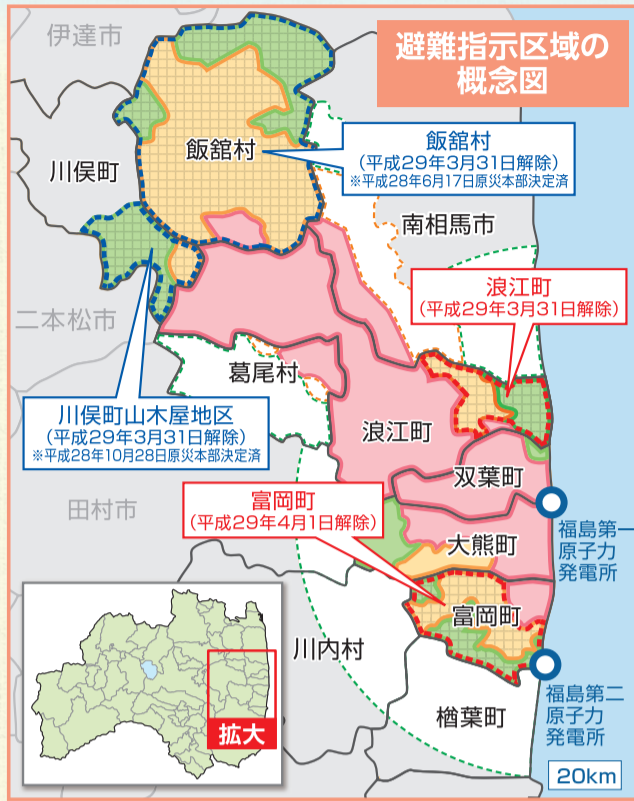 避難指示区域の
概念図
伊達市
川俣町
飯舘村
飯舘村
(平成29年3月31日解除)
※平成28年6月17日原災本部決定済
南相馬市
浪江町
(平成29年3月31日解除)
二本松市
葛尾村
川俣町山木屋地区
(平成29年3月31日解除)
※平成28年10月28日原災本部決定済
浪江町
双葉町
田村市
富岡町
(平成29年4月1日解除)
大熊町
福島第一
原子力
発電所
富岡町
川内村
楢葉町
福島第二
原子力
発電所
拡大
20km